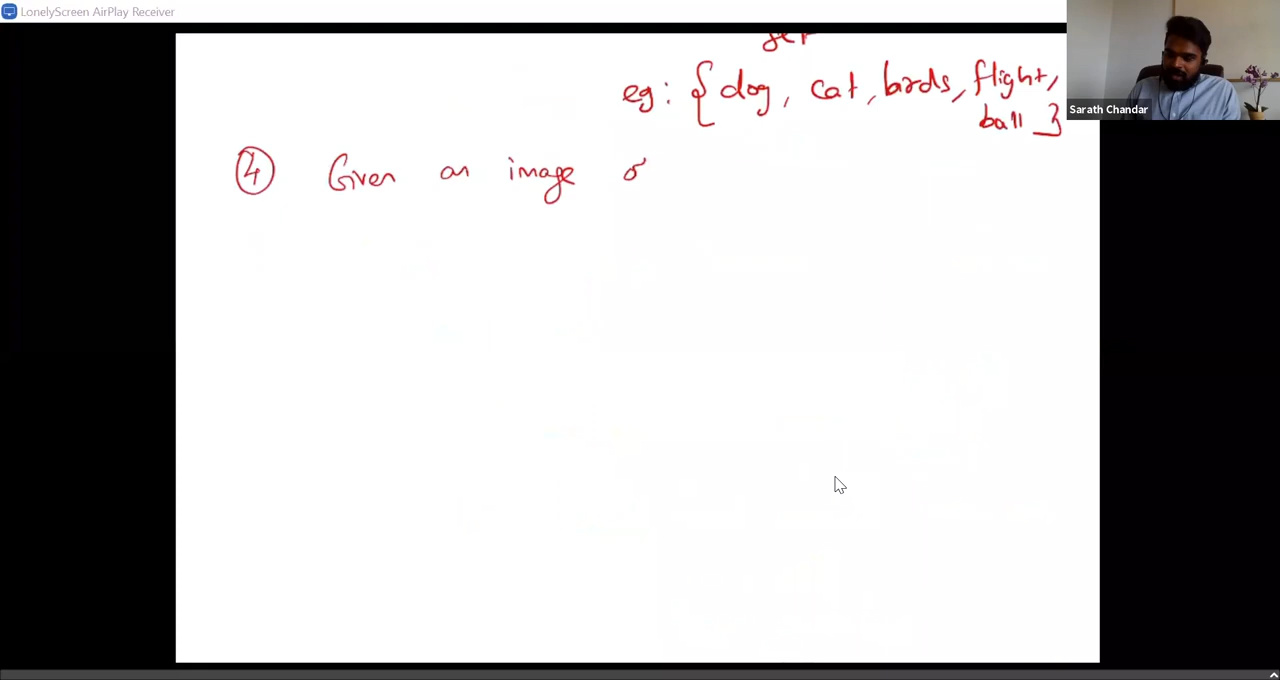 LonelyScreen AirPlay Receiver
eg: { dog, cat, birds, flight,
ball }
Sarath Chandar
④ Given an image